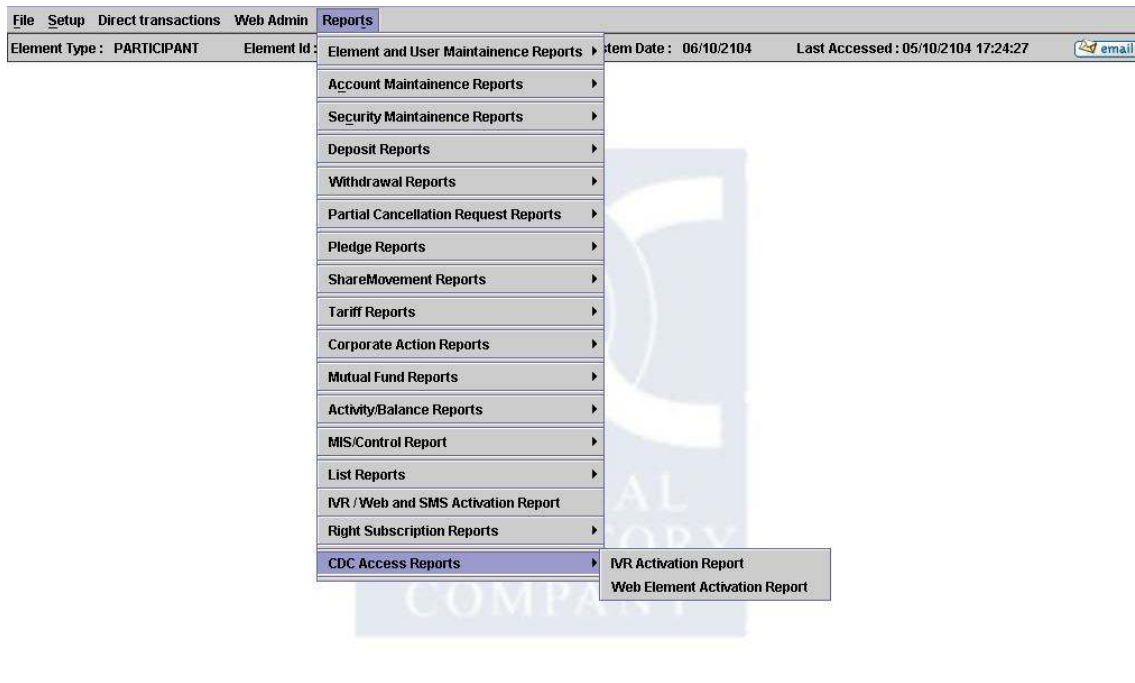 File Setup Direct transactions Web Admin Reports
Element Type : PARTICIPANT Element Id : stem Date : 06/10/2104 Last Accessed : 05/10/2104 17:24:27 email
Element and User Maintainence Reports
Account Maintainence Reports
Security Maintainence Reports
Deposit Reports
Withdrawal Reports
Partial Cancellation Request Reports
Pledge Reports
ShareMovement Reports
Tariff Reports
Corporate Action Reports
Mutual Fund Reports
Activity/Balance Reports
MIS/Control Report
List Reports
IVR / Web and SMS Activation Report
Right Subscription Reports
CDC Access Reports
IVR Activation Report
Web Element Activation Report
COMPANY